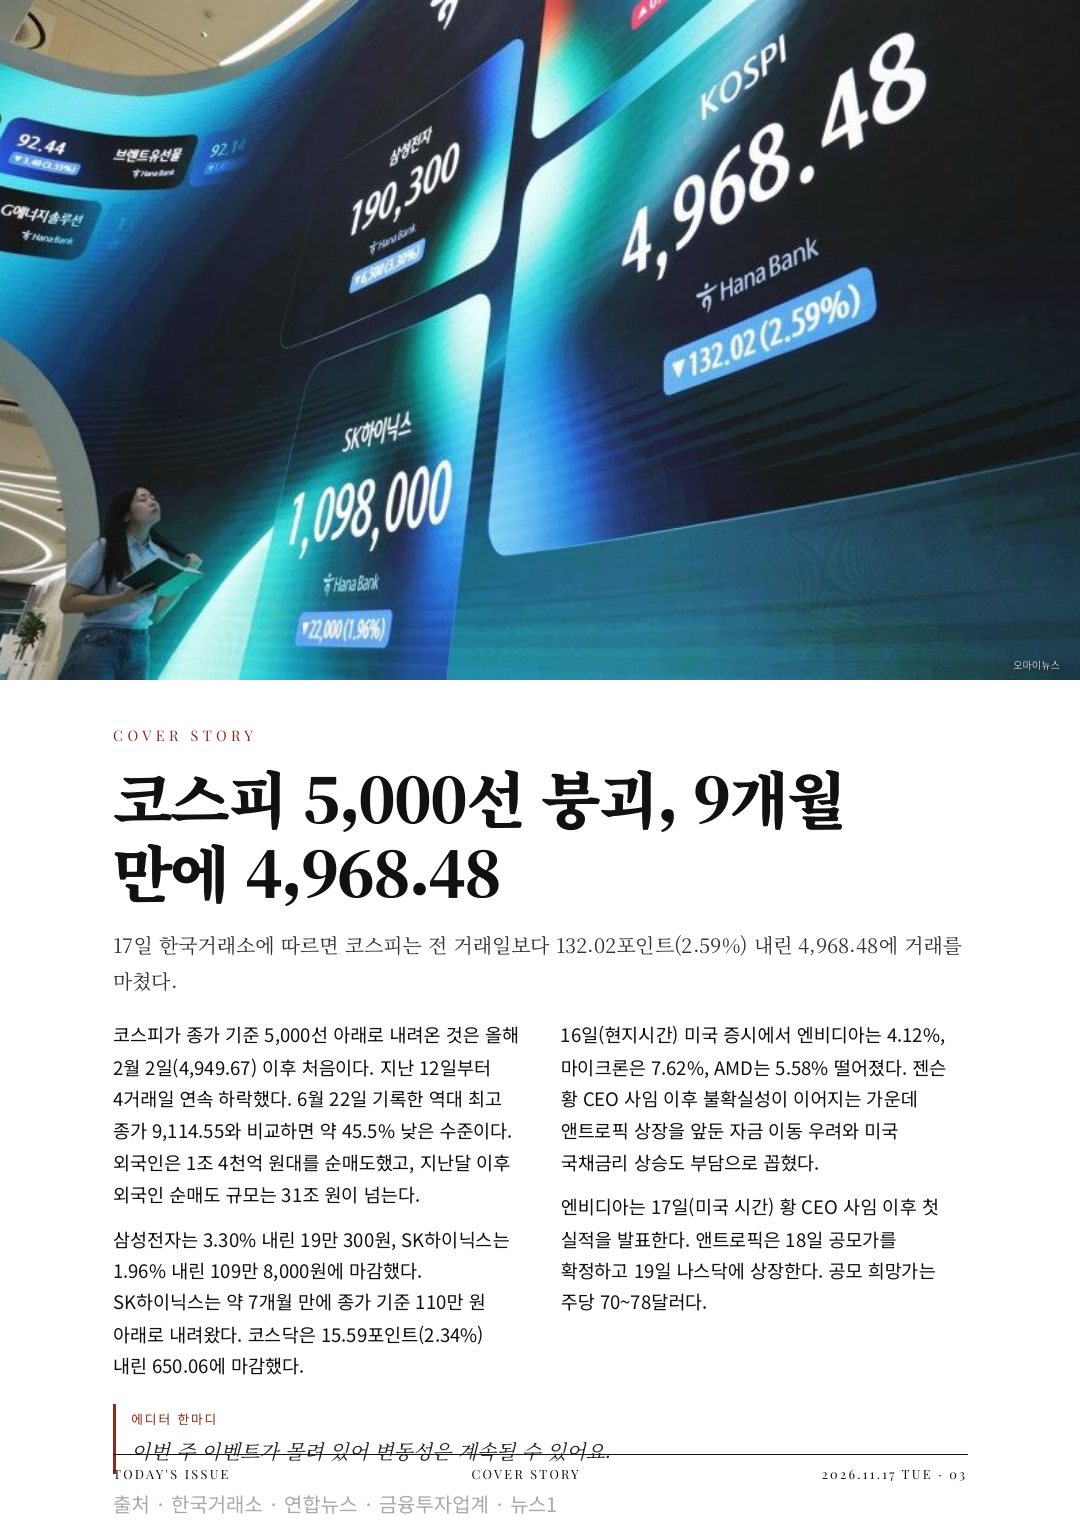 KOSPI
4,968.48
Hana Bank
▼132.02 (2.59%)
삼성전자
190,300
Hana Bank
▼6,500 (3.30%)
92.44
▼3.40 (3.55%)
브렌트유선물
Hana Bank
92.14
G에너지솔루션
Hana Bank
SK하이닉스
1,098,000
Hana Bank
▼22,000 (1.96%)
오마이뉴스
COVER STORY
코스피 5,000선 붕괴, 9개월
만에 4,968.48
17일 한국거래소에 따르면 코스피는 전 거래일보다 132.02포인트(2.59%) 내린 4,968.48에 거래를
마쳤다.
코스피가 종가 기준 5,000선 아래로 내려온 것은 올해
2월 2일(4,949.67) 이후 처음이다. 지난 12일부터
4거래일 연속 하락했다. 6월 22일 기록한 역대 최고
종가 9,114.55와 비교하면 약 45.5% 낮은 수준이다.
외국인은 1조 4천억 원대를 순매도했고, 지난달 이후
외국인 순매도 규모는 31조 원이 넘는다.
삼성전자는 3.30% 내린 19만 300원, SK하이닉스는
1.96% 내린 109만 8,000원에 마감했다.
SK하이닉스는 약 7개월 만에 종가 기준 110만 원
아래로 내려왔다. 코스닥은 15.59포인트(2.34%)
내린 650.06에 마감했다.
16일(현지시간) 미국 증시에서 엔비디아는 4.12%,
마이크론은 7.62%, AMD는 5.58% 떨어졌다. 젠슨
황 CEO 사임 이후 불확실성이 이어지는 가운데
앤트로픽 상장을 앞둔 자금 이동 우려와 미국
국채금리 상승도 부담으로 꼽혔다.
엔비디아는 17일(미국 시간) 황 CEO 사임 이후 첫
실적을 발표한다. 앤트로픽은 18일 공모가를
확정하고 19일 나스닥에 상장한다. 공모 희망가는
주당 70~78달러다.
에디터 한마디
이번 주 이벤트가 몰려 있어 변동성은 계속될 수 있어요.
TODAY'S ISSUE
COVER STORY
2026.11.17 TUE · 03
출처 · 한국거래소 · 연합뉴스 · 금융투자업계 · 뉴스1